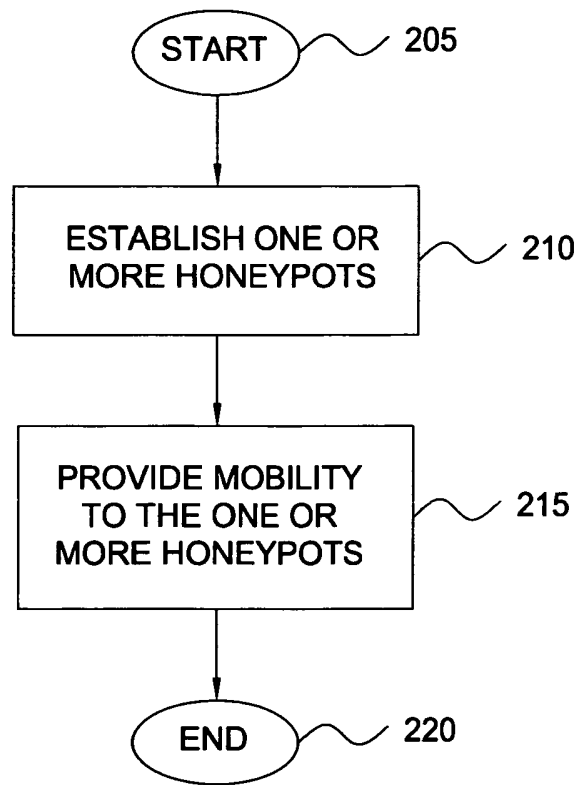 START
205
ESTABLISH ONE OR
MORE HONEYPOTS
210
PROVIDE MOBILITY
TO THE ONE OR
MORE HONEYPOTS
215
END
220